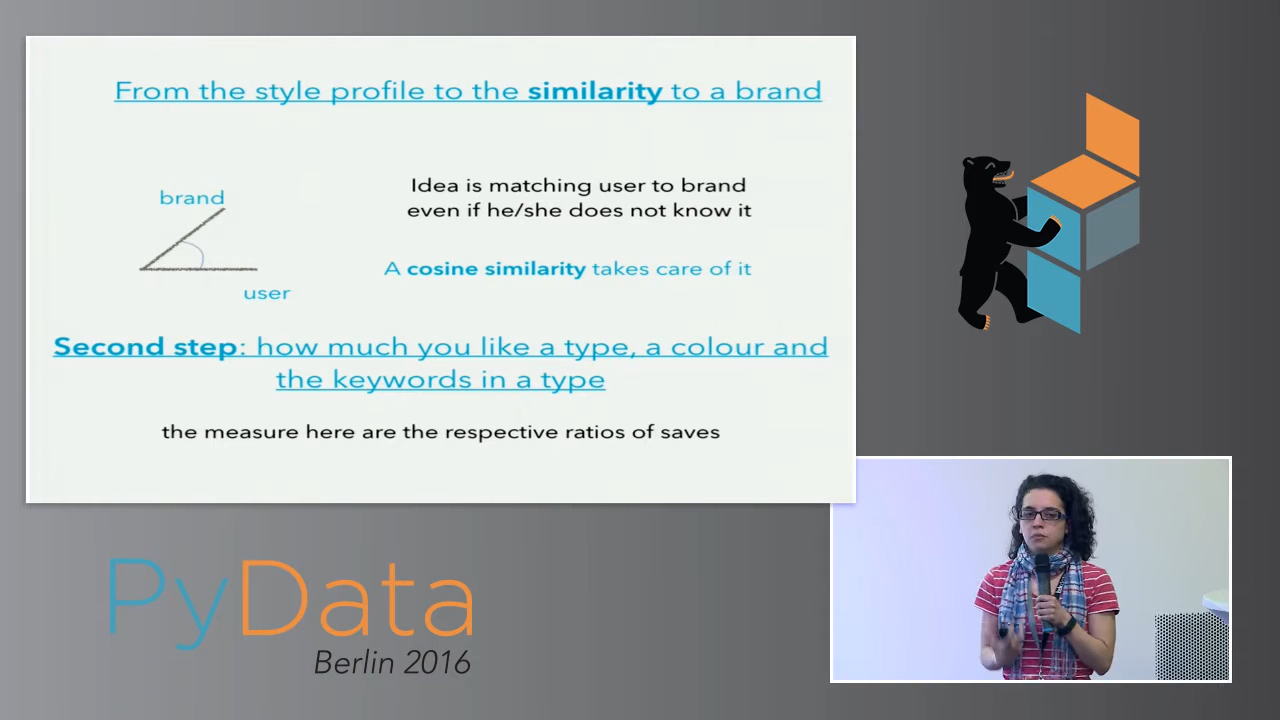 From the style profile to the similarity to a brand
brand
Idea is matching user to brand
even if he/she does not know it
A cosine similarity takes care of it
user
Second step: how much you like a type, a colour and
the keywords in a type
the measure here are the respective ratios of saves
PyData
Berlin 2016